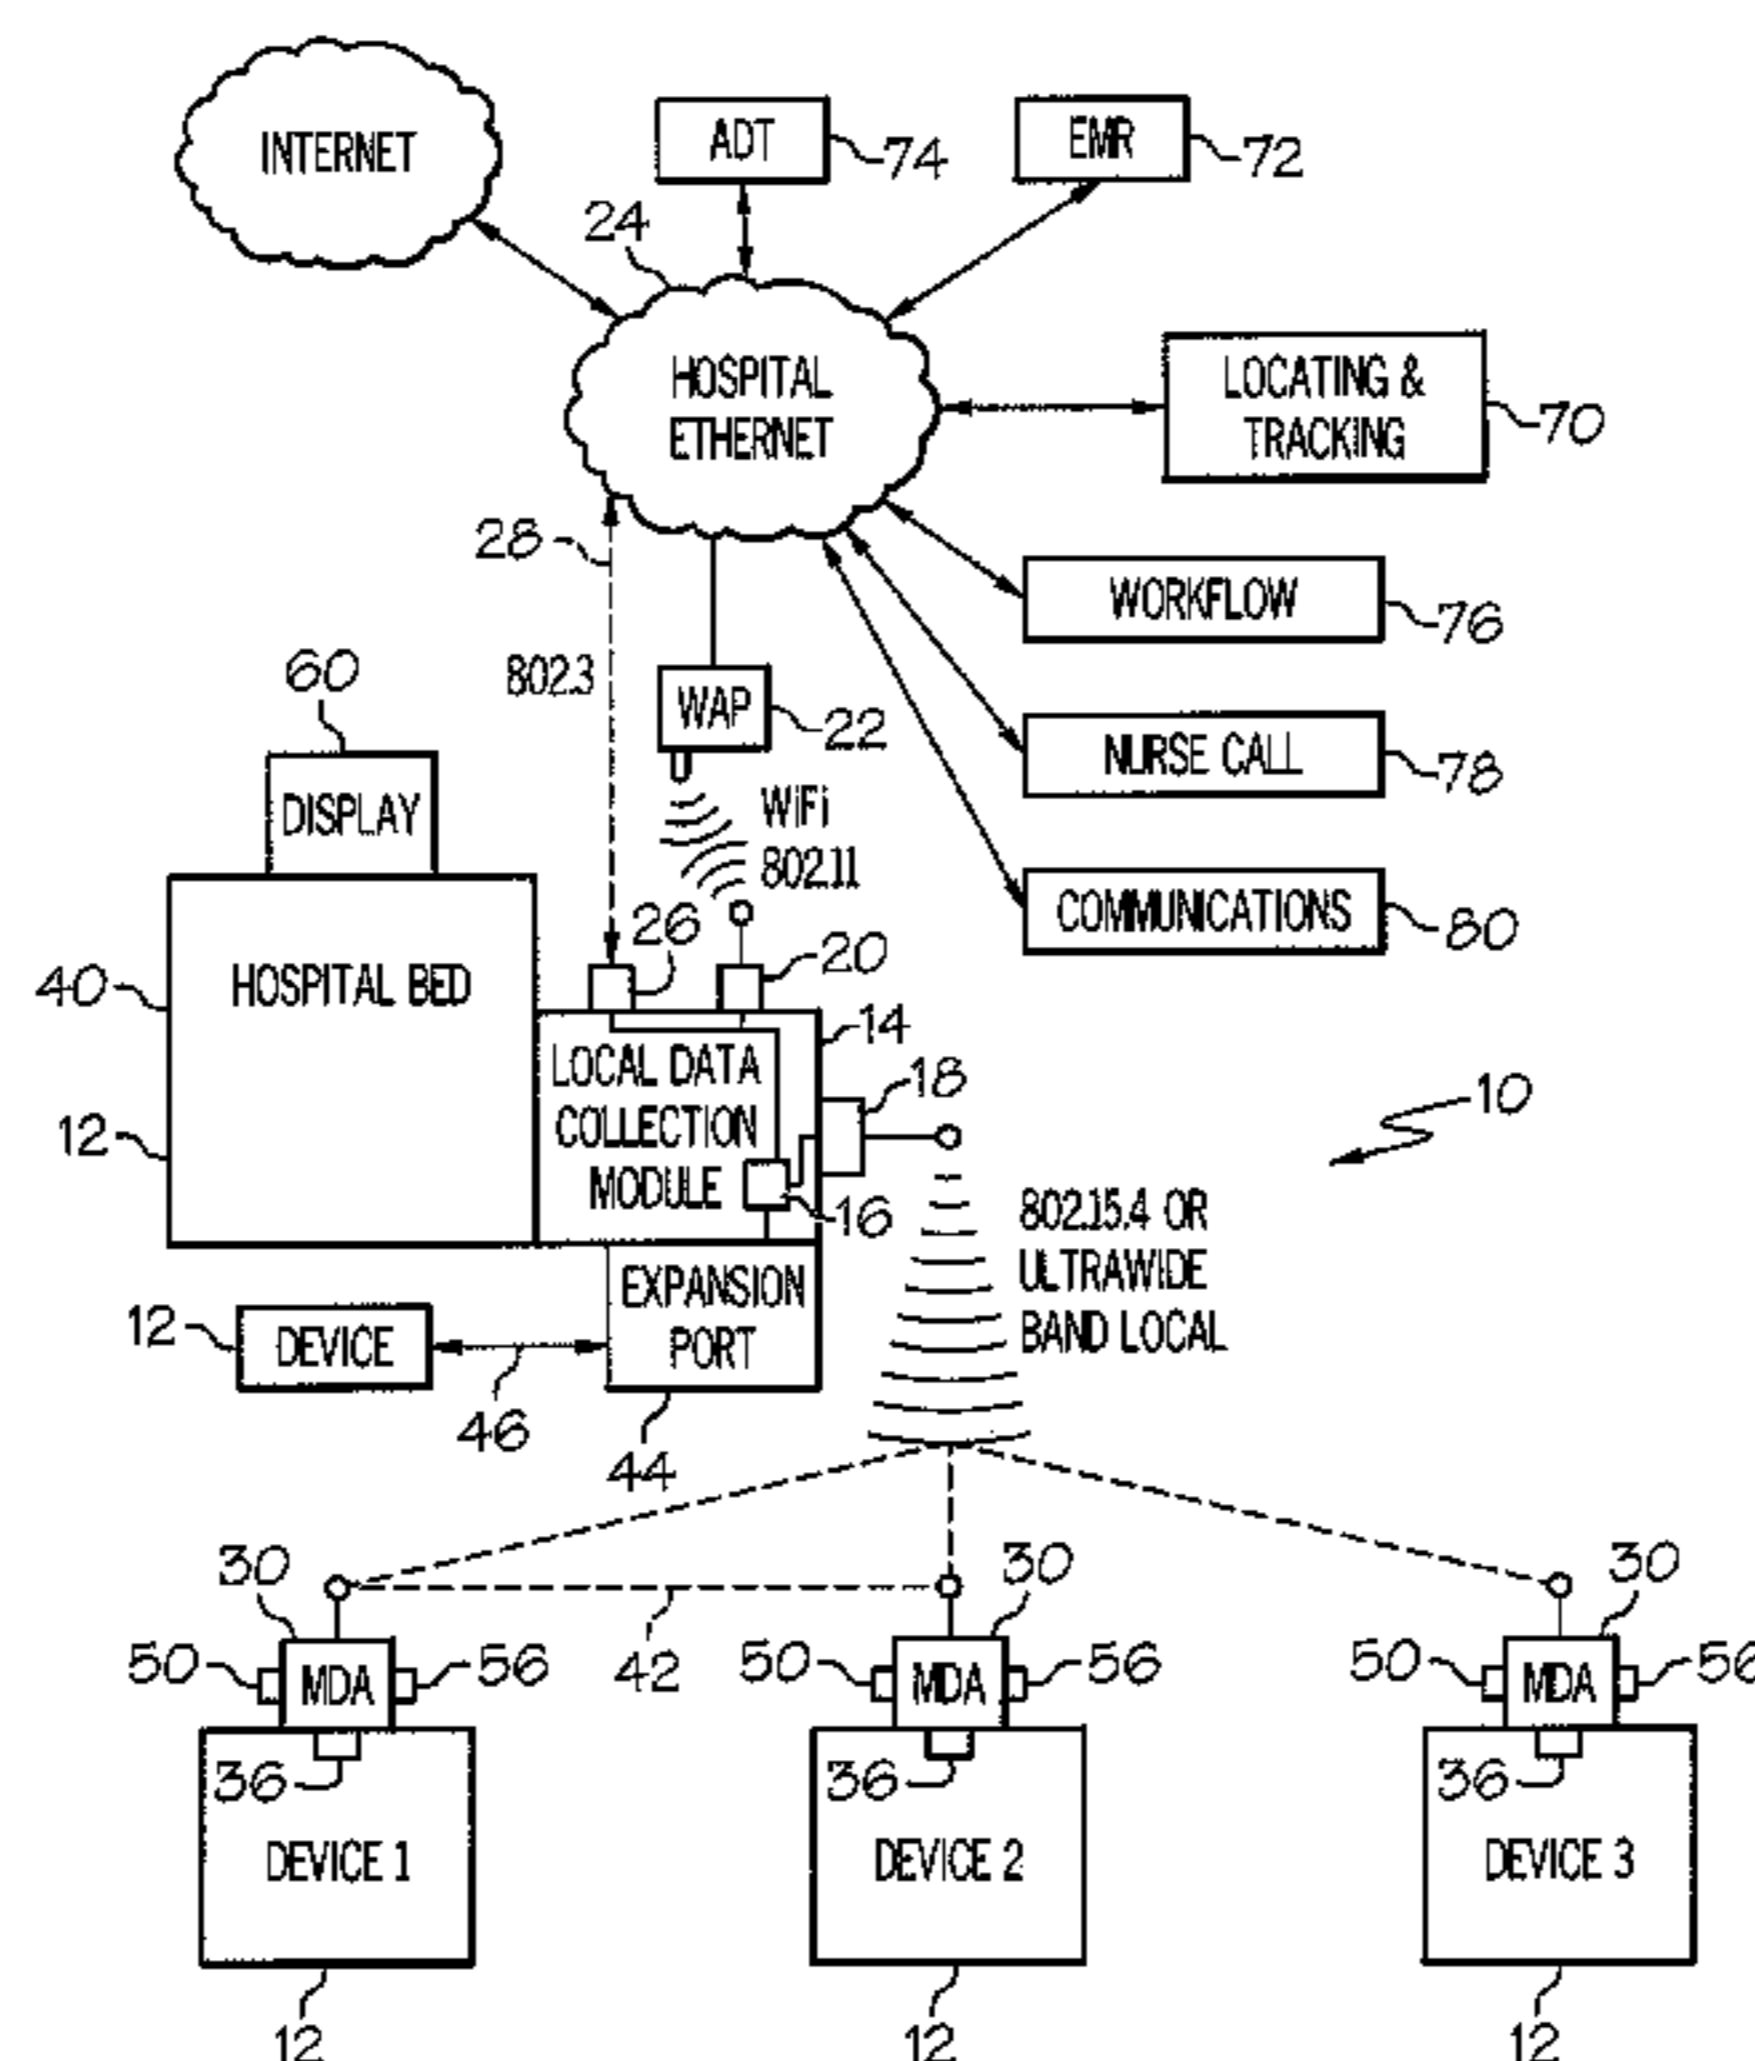 INTERNET
ADT
74
EMR
72
24
HOSPITAL
ETHERNET
LOCATING &
TRACKING
70
28
WORKFLOW
76
802.3
60
WAP
22
NURSE CALL
78
DISPLAY
WiFi
802.11
COMMUNICATIONS
80
26
20
40
HOSPITAL BED
14
LOCAL DATA
COLLECTION
MODULE
18
10
12
16
802.15.4 OR
ULTRAWIDE
BAND LOCAL
EXPANSION
PORT
12
DEVICE
46
44
30
30
30
50
MDA
56
42
50
MDA
56
50
MDA
56
36
36
36
DEVICE 1
DEVICE 2
DEVICE 3
12
12
12